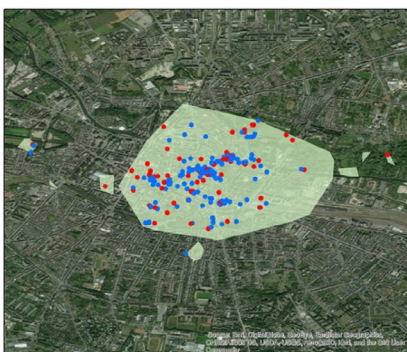 Source: Esri, DigitalGlobe, GeoEye, Earthstar Geographics,
CNES/Airbus DS, USDA, USGS, AeroGRID, IGN, and the GIS User
Community